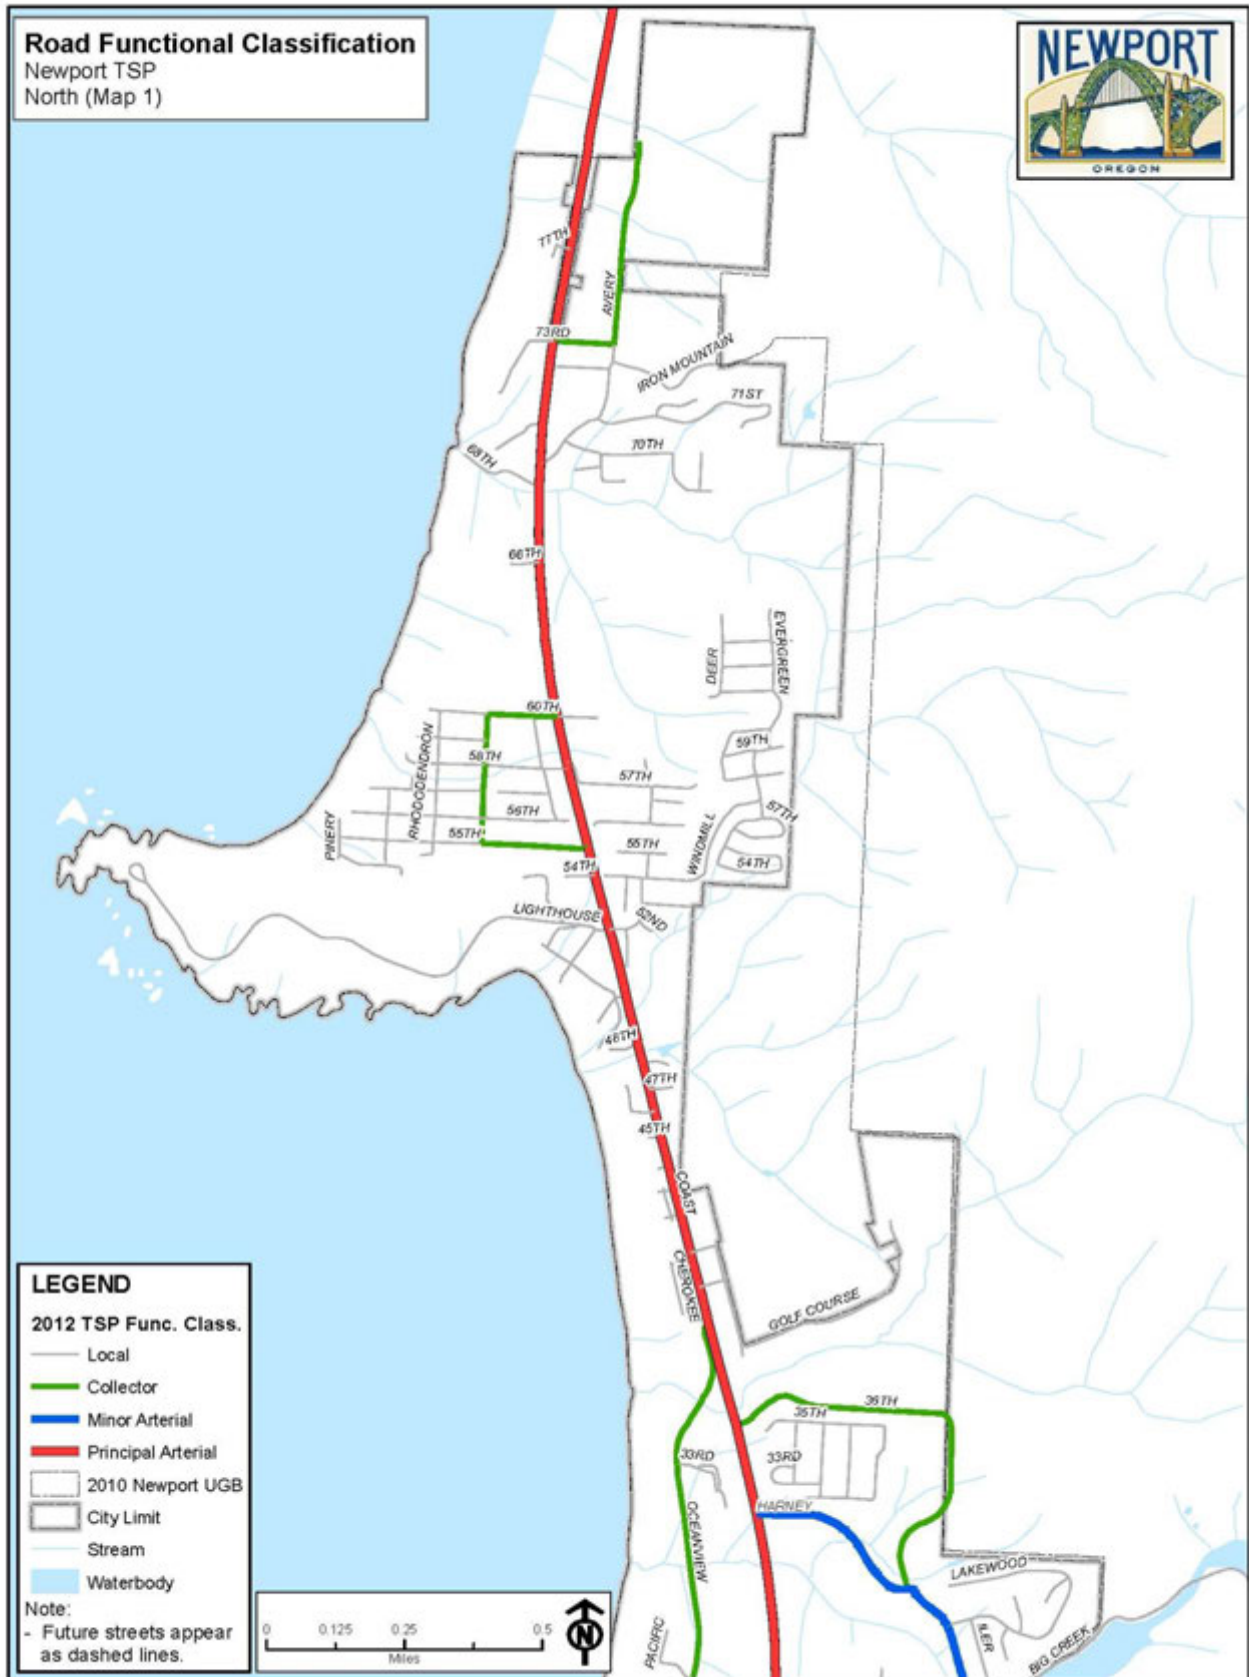 Road Functional Classification
Newport TSP
North (Map 1)
NEWPORT
OREGON
77TH
AVERY
73RD
IRON MOUNTAIN
71ST
70TH
68TH
66TH
EVERGREEN
DEER
60TH
RHODODENDRON
59TH
58TH
57TH
56TH
57TH
PINERY
55TH
55TH
WINDMILL
54TH
54TH
LIGHTHOUSE
52ND
48TH
47TH
45TH
COAST
CHEROKEE
GOLF COURSE
36TH
35TH
33RD
33RD
HARNEY
OCEANVIEW
LAKEWOOD
PACIFIC
ILER
BIG CREEK
LEGEND
2012 TSP Func. Class.
Local
Collector
Minor Arterial
Principal Arterial
2010 Newport UGB
City Limit
Stream
Waterbody
Note:
- Future streets appear
as dashed lines.
0 0.125 0.25 0.5
Miles
N